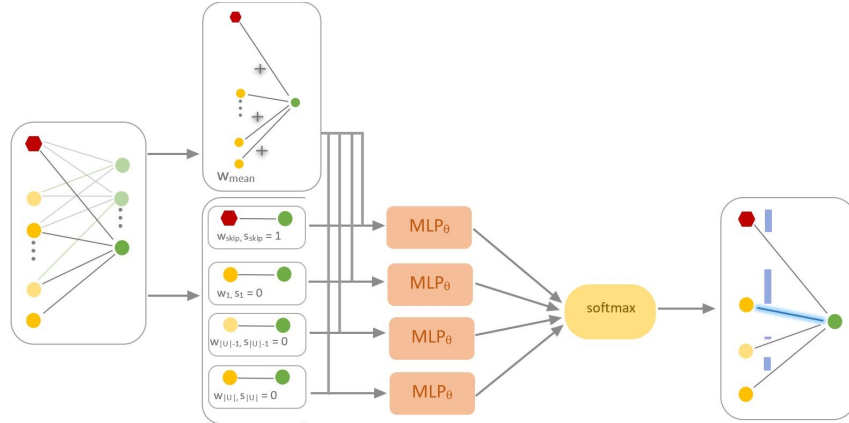 w_mean
w_skip, s_skip = 1
w_1, s_1 = 0
w_|U|-1, s_|U|-1 = 0
w_|U|, s_|U| = 0
MLP_θ
MLP_θ
MLP_θ
MLP_θ
softmax